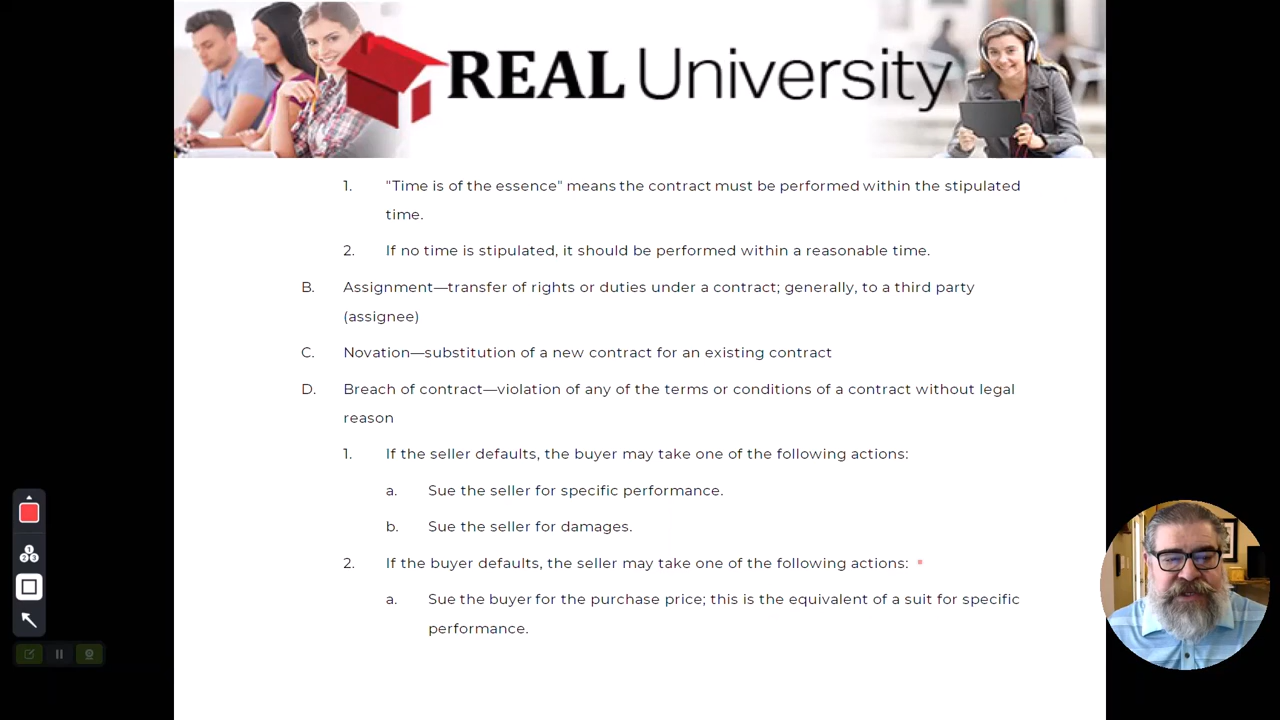 REAL University
1. "Time is of the essence" means the contract must be performed within the stipulated
time.
2. If no time is stipulated, it should be performed within a reasonable time.
B. Assignment—transfer of rights or duties under a contract; generally, to a third party
(assignee)
C. Novation—substitution of a new contract for an existing contract
D. Breach of contract—violation of any of the terms or conditions of a contract without legal
reason
1. If the seller defaults, the buyer may take one of the following actions:
a. Sue the seller for specific performance.
b. Sue the seller for damages.
2. If the buyer defaults, the seller may take one of the following actions:
a. Sue the buyer for the purchase price; this is the equivalent of a suit for specific
performance.